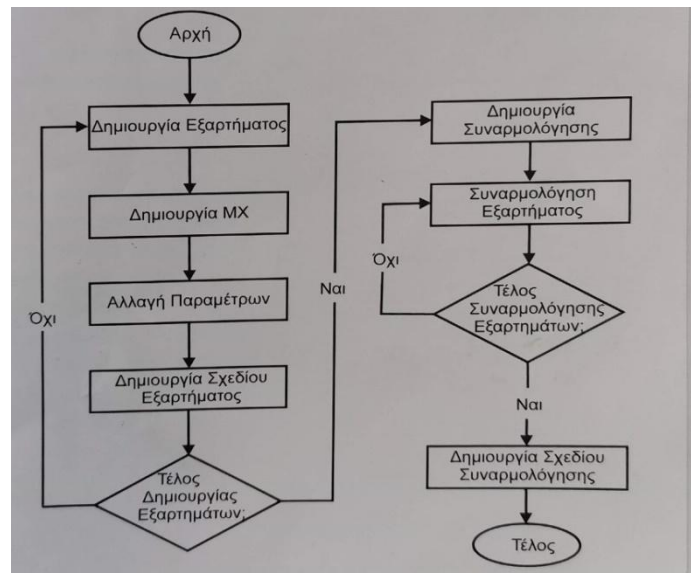 Αρχή
Δημιουργία Εξαρτήματος
Δημιουργία ΜΧ
Αλλαγή Παραμέτρων
Δημιουργία Σχεδίου
Εξαρτήματος
Τέλος
Δημιουργίας
Εξαρτημάτων;
Όχι
Ναι
Δημιουργία
Συναρμολόγησης
Συναρμολόγηση
Εξαρτήματος
Όχι
Τέλος
Συναρμολόγησης
Εξαρτημάτων;
Ναι
Δημιουργία Σχεδίου
Συναρμολόγησης
Τέλος